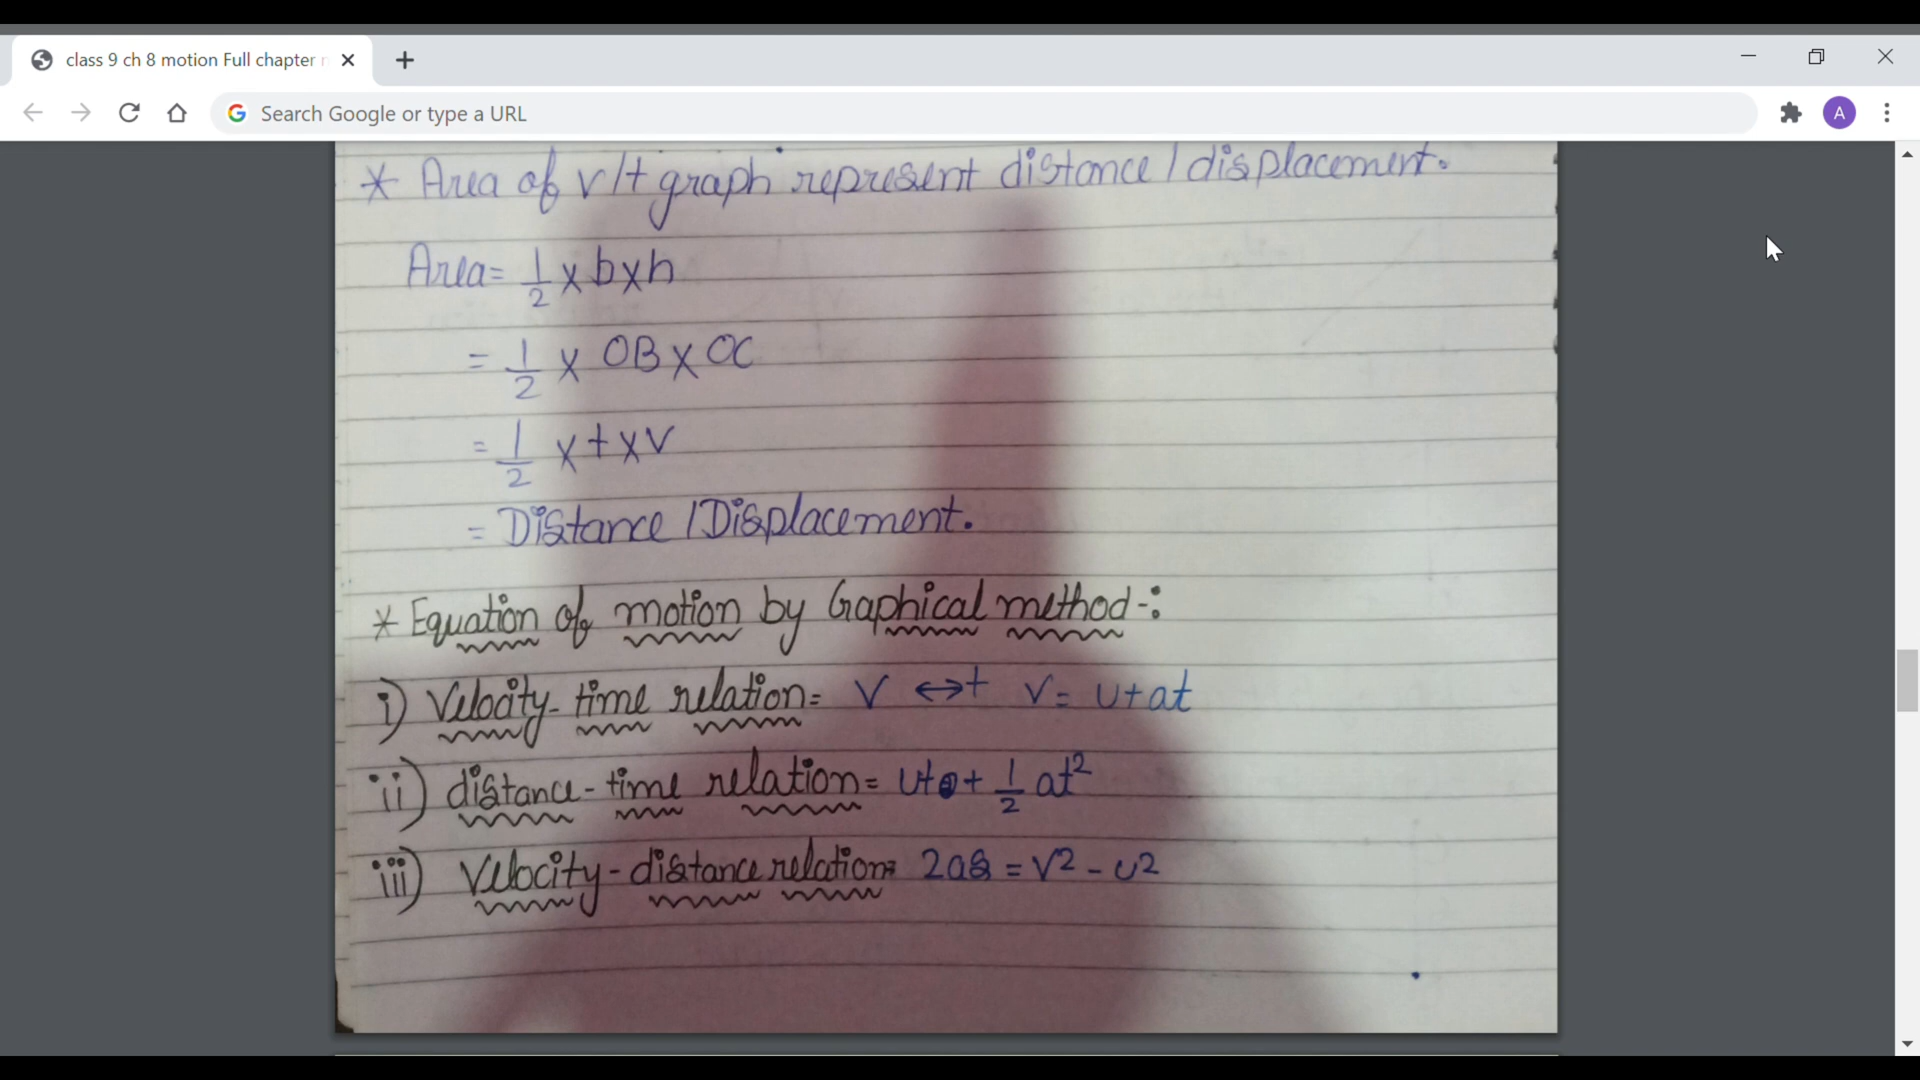 class 9 ch 8 motion Full chapter
Search Google or type a URL
A
* Area of v/t graph represent distance / displacement.
Area = 1/2 x b x h
= 1/2 x OB x OC
= 1/2 x t x v
= Distance / Displacement.
* Equation of motion by Gaphical method -:
i) Velocity - time relation = V ↔ t V = u + at
ii) distance - time relation = ut + 1/2 at²
iii) Velocity - distance relation = 2as = v² - u²